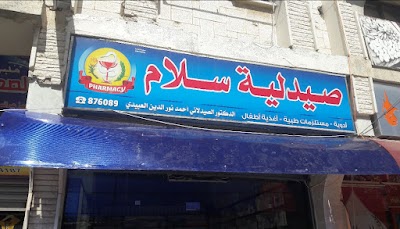 صيدلية سلام
PHARMACY
☎ 876089
الدكتور الصيدلاني احمد نور الدين العبيدي
أدوية - مستلزمات طبية - أغذية أطفال